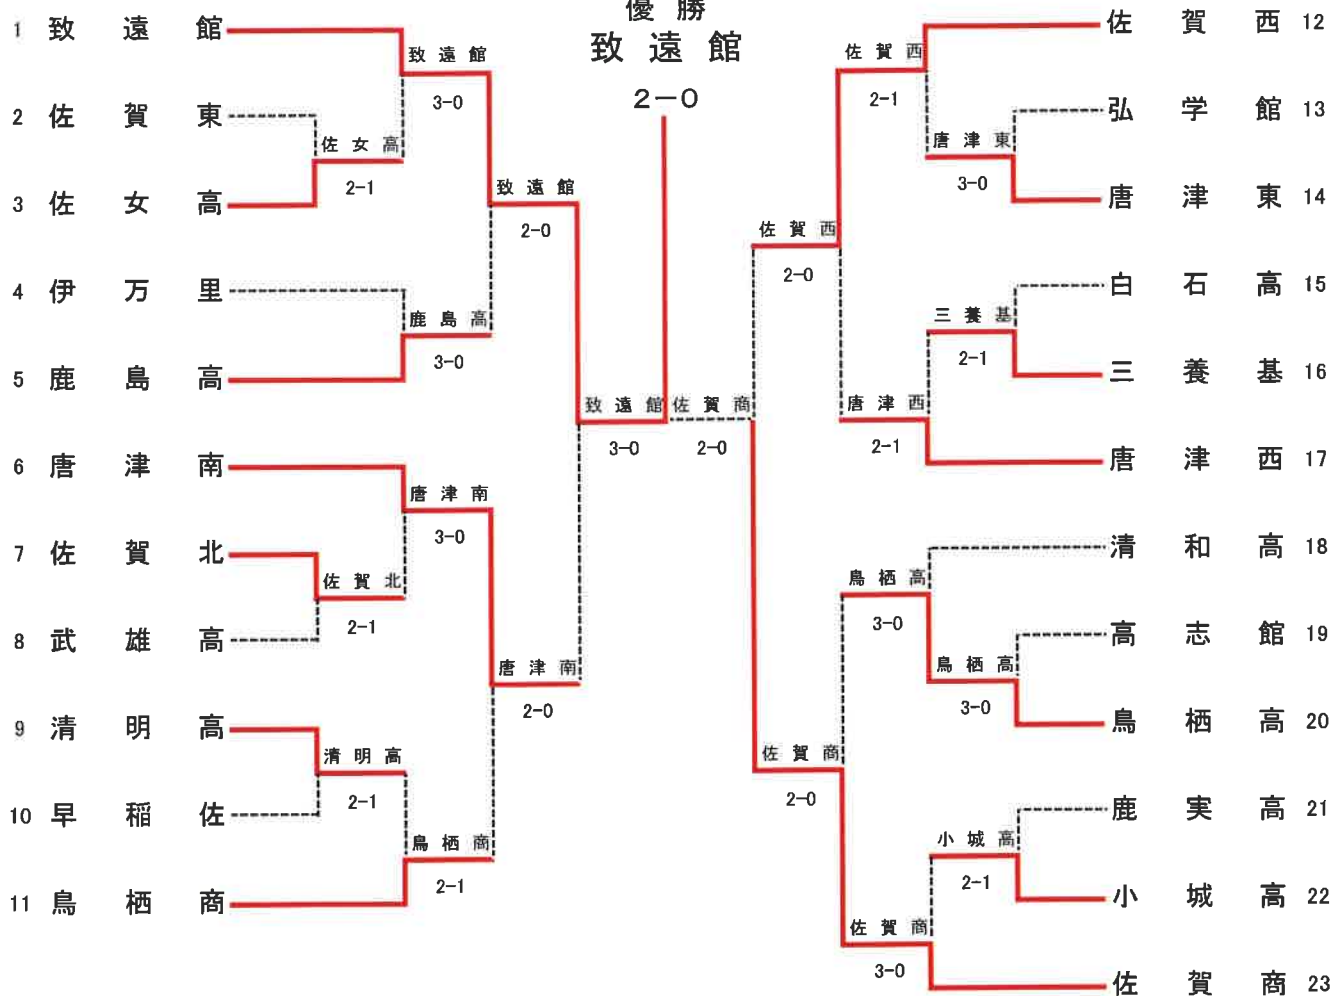 優勝
致遠館
2-0
1 致遠館
2 佐賀東
3 佐女高
4 伊万里
5 鹿島高
6 唐津南
7 佐賀北
8 武雄高
9 清明高
10 早稲佐
11 鳥栖商
致遠館
3-0
佐女高
2-1
致遠館
2-0
鹿島高
3-0
致遠館
3-0
唐津南
3-0
佐賀北
2-1
唐津南
2-0
清明高
2-1
鳥栖商
2-1
佐賀商
2-0
佐賀西
2-0
佐賀西
2-1
唐津東
3-0
三養基
2-1
唐津西
2-1
鳥栖高
3-0
鳥栖高
3-0
佐賀商
2-0
小城高
2-1
佐賀商
3-0
佐賀西 12
弘学館 13
唐津東 14
白石高 15
三養基 16
唐津西 17
清和高 18
高志館 19
鳥栖高 20
鹿実高 21
小城高 22
佐賀商 23